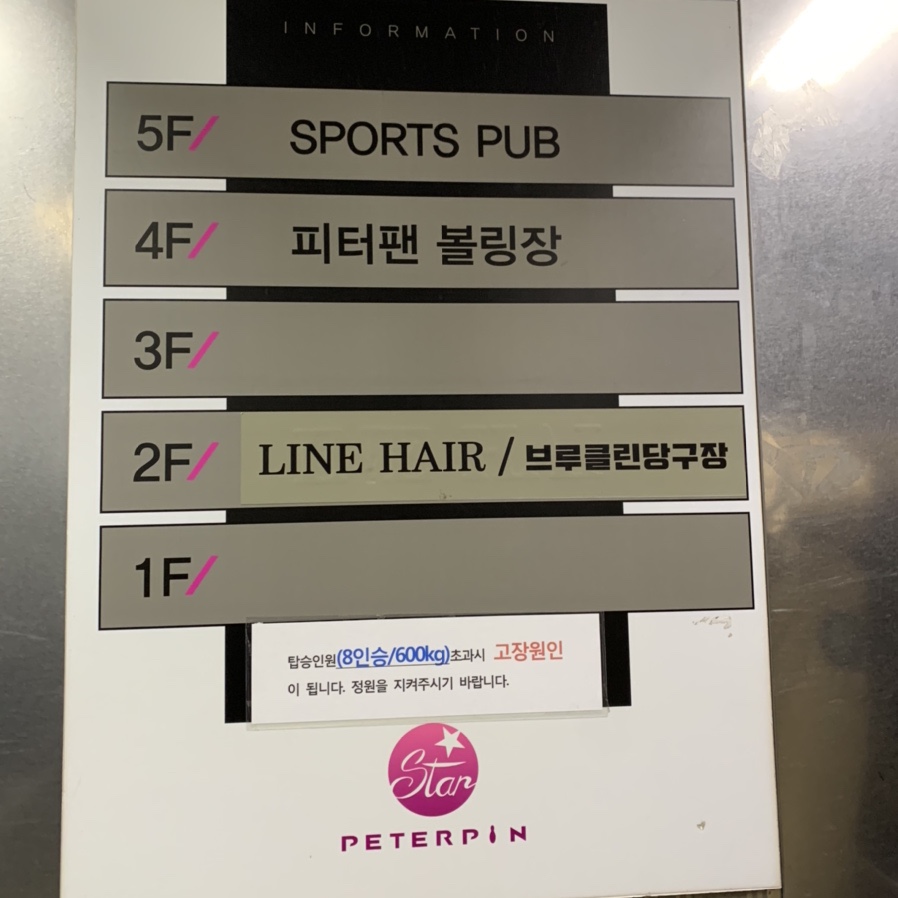 INFORMATION
5F/ SPORTS PUB
4F/ 피터팬 볼링장
3F/
2F/ LINE HAIR / 브루클린당구장
1F/
탑승인원(8인승/600kg)초과시 고장원인
이 됩니다. 정원을 지켜주시기 바랍니다.
Star
PETERPIN